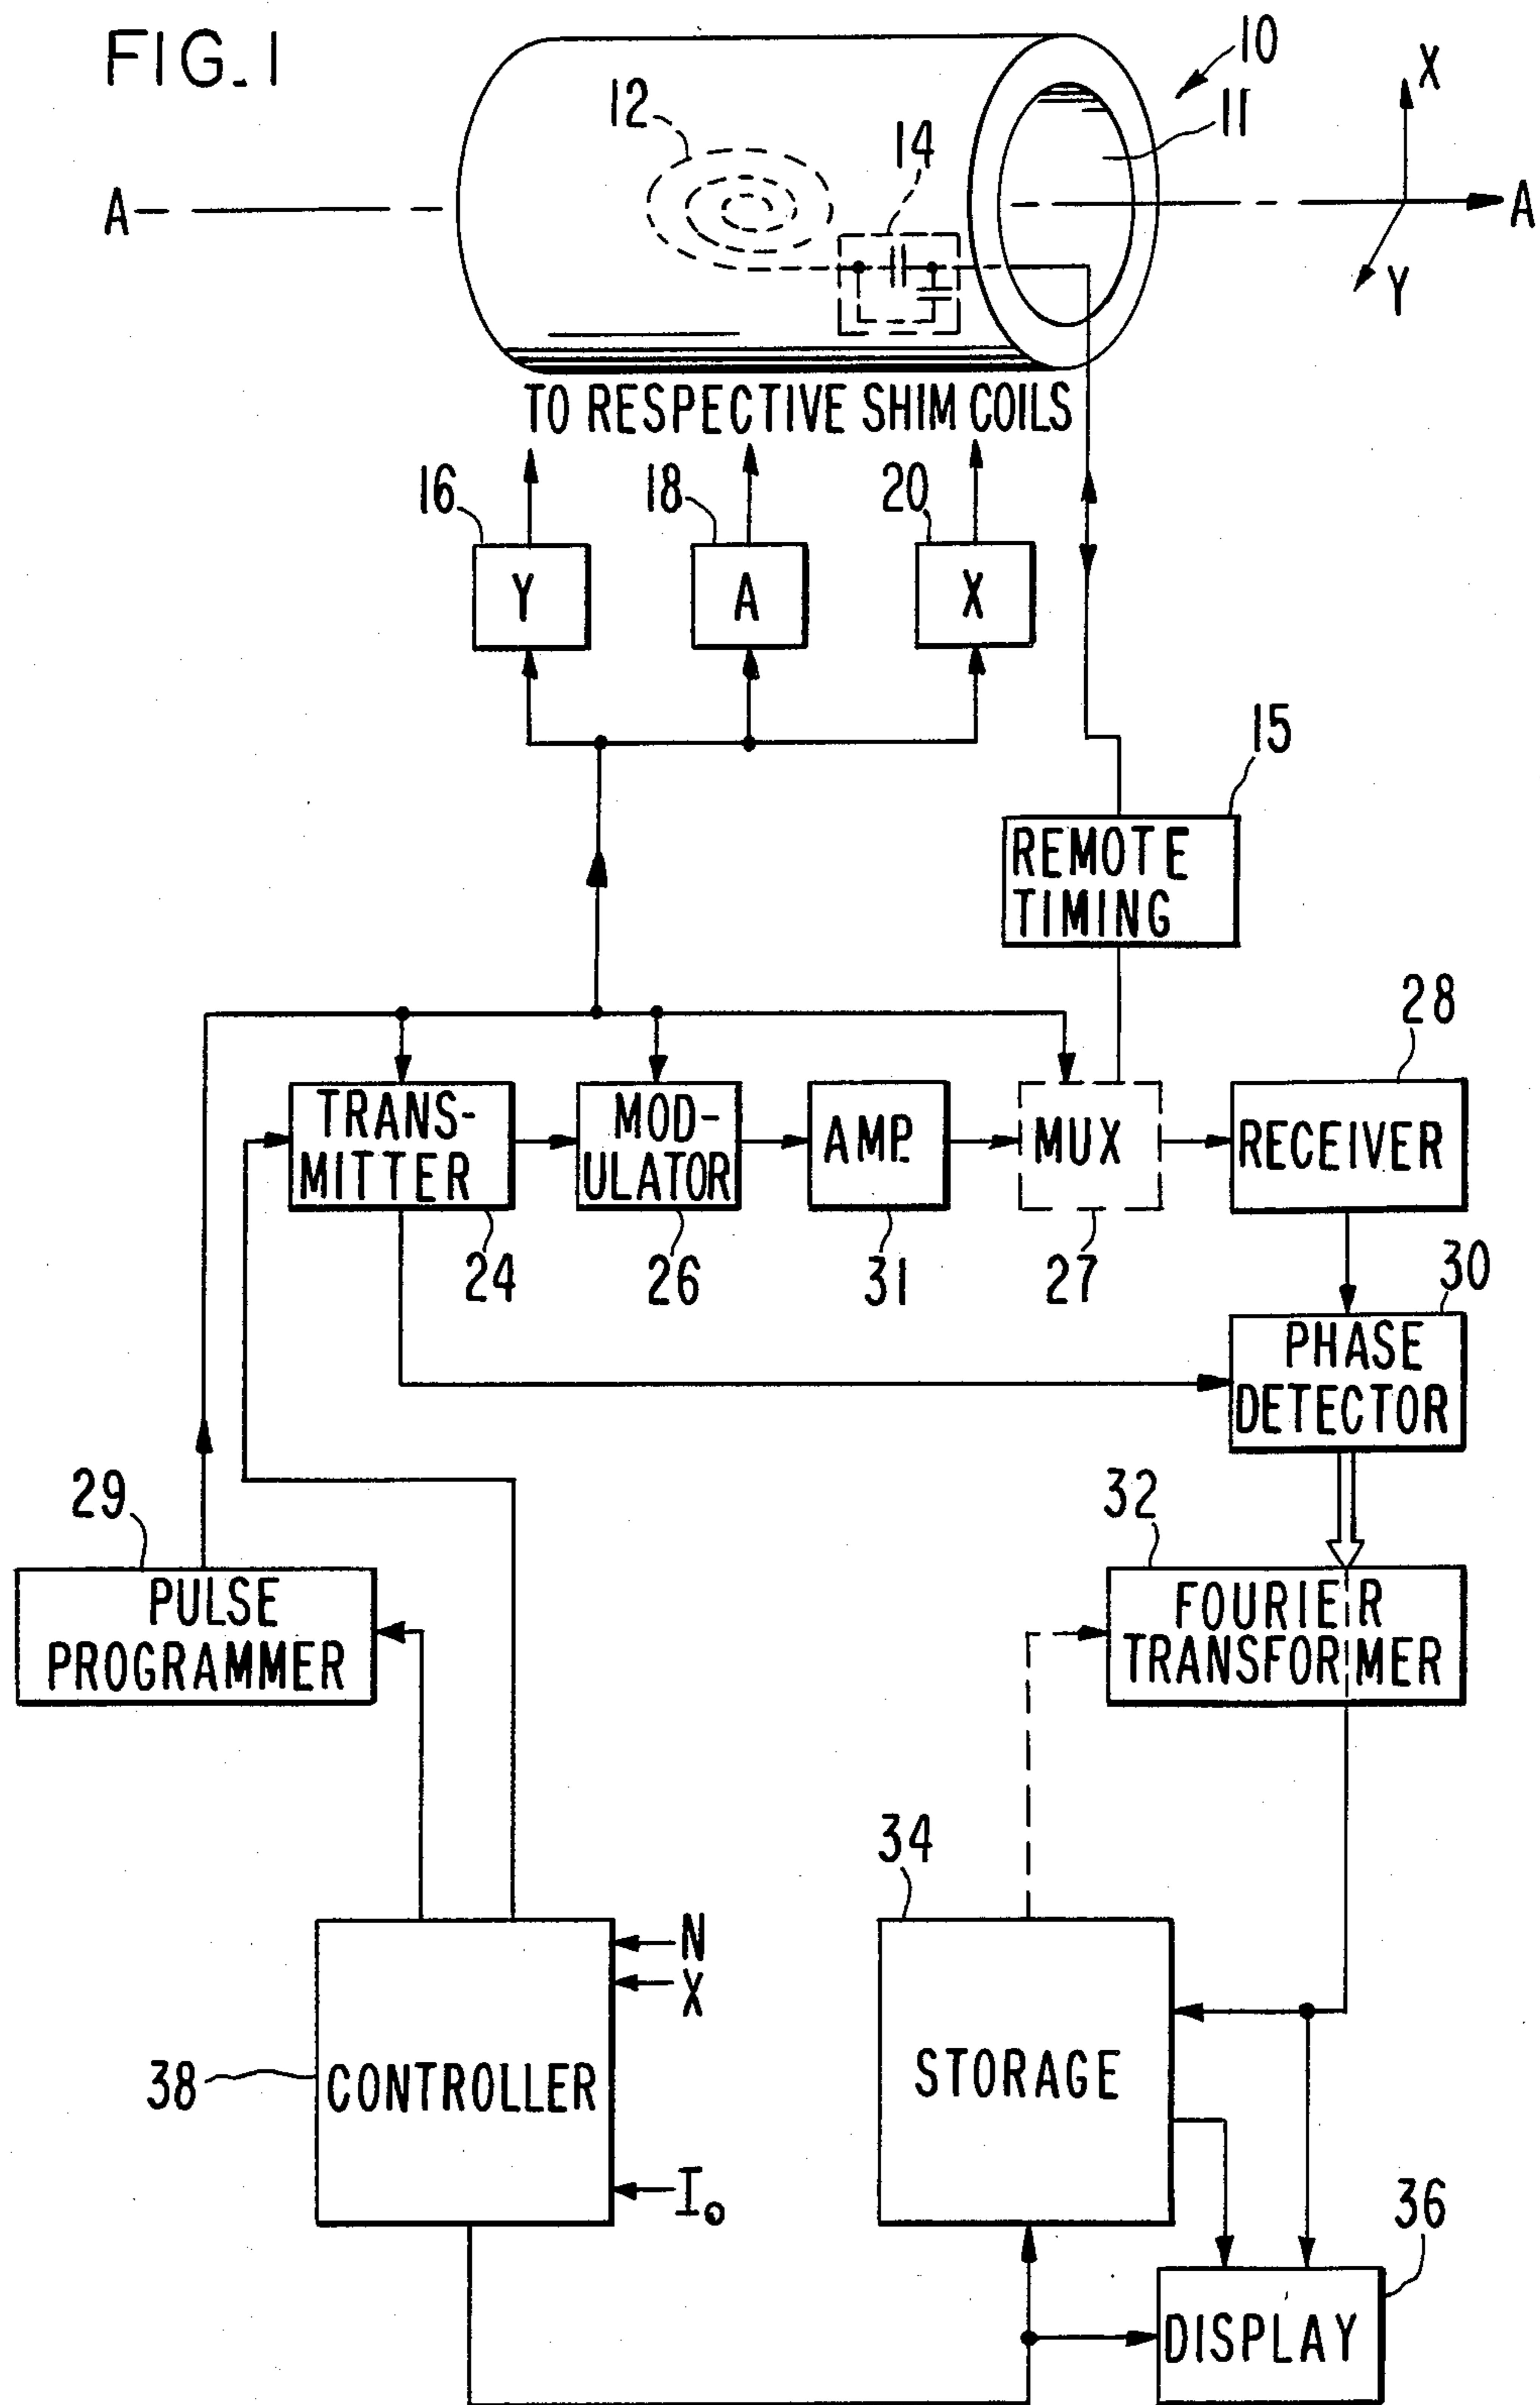 FIG. 1
10
X
12
14
11
A
A
Y
TO RESPECTIVE SHIM COILS
16
18
20
Y
A
X
15
REMOTE
TIMING
28
TRANS-
MITTER
MOD-
ULATOR
AMP.
MUX
RECEIVER
24
26
31
27
30
PHASE
DETECTOR
29
32
PULSE
PROGRAMMER
FOURIER
TRANSFORMER
34
N
X
38
CONTROLLER
STORAGE
I₀
36
DISPLAY